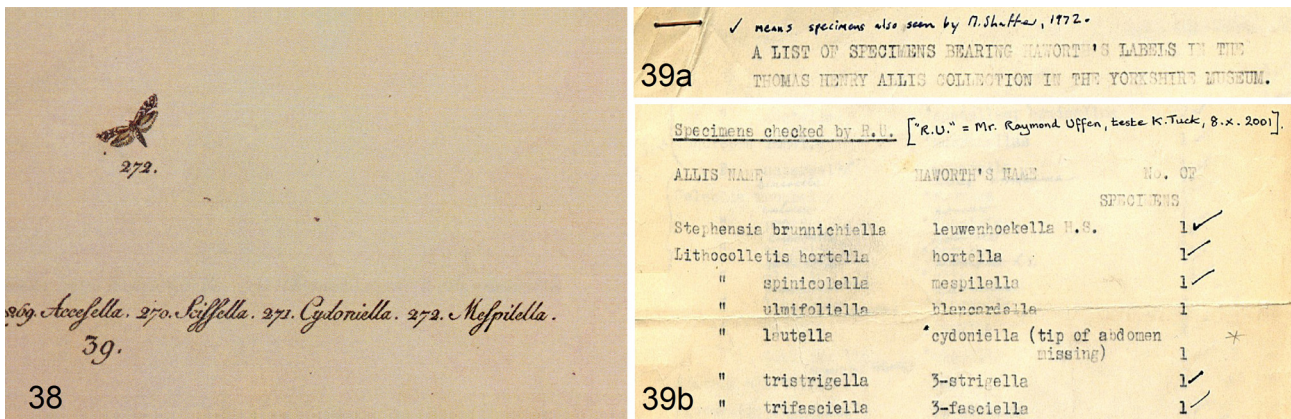 272.
269. Accesella. 270. Scissella. 271. Cydoniella. 272. Mespilella.
39.
38
✓ means specimens also seen by M. Shaffer, 1972.
A LIST OF SPECIMENS BEARING HAWORTH'S LABELS IN THE
THOMAS HENRY ALLIS COLLECTION IN THE YORKSHIRE MUSEUM.
39a
Specimens checked by R.U. ["R.U." = Mr. Raymond Uffen, teste K. Tuck, 8.x.2001].
ALLIS NAME HAWORTH'S NAME No. OF
SPECIMENS
Stephensia brunnichiella leuwenhoekella H.S. 1 ✓
Lithocolletis hortella hortella 1 ✓
" spinicolella mespilella 1 ✓
" ulmifoliella blancardella 1
" lautella cydoniella (tip of abdomen *
missing) 1
" tristrigella 3-strigella 1 ✓
" trifasciella 3-fasciella 1 ✓
39b